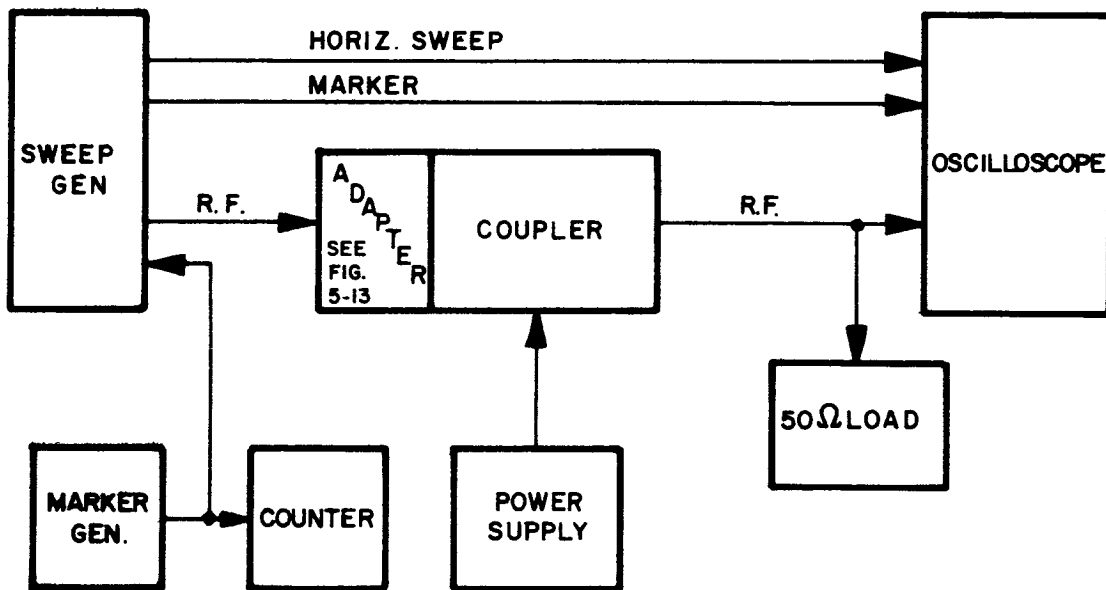 HORIZ. SWEEP
MARKER
SWEEP
GEN
R.F.
ADAPTER
SEE
FIG.
5-13
COUPLER
R.F.
OSCILLOSCOPE
50Ω LOAD
MARKER
GEN.
COUNTER
POWER
SUPPLY